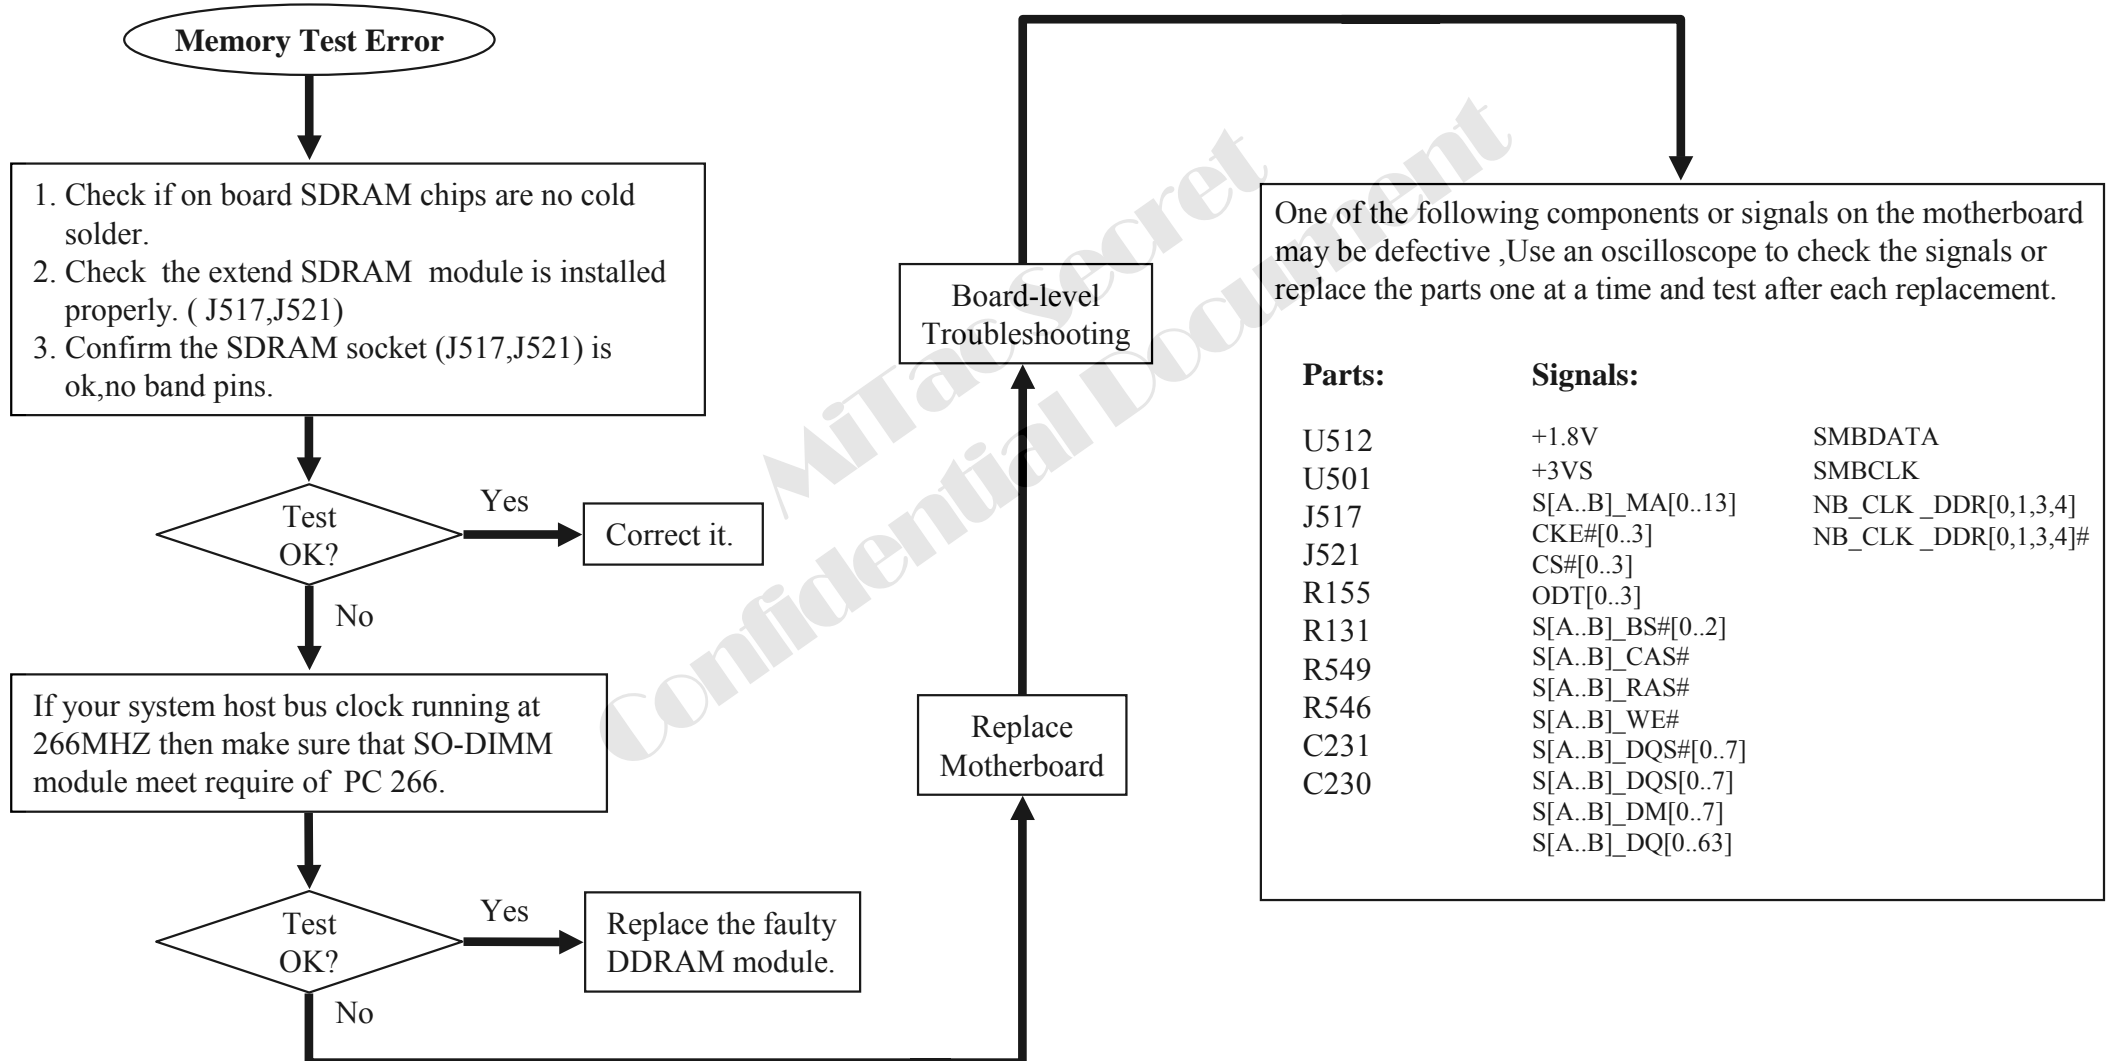 Memory Test Error
1. Check if on board SDRAM chips are no cold
solder.
2. Check  the extend SDRAM  module is installed
properly. ( J517,J521)
3. Confirm the SDRAM socket (J517,J521) is
ok,no band pins.
Test
OK?
Yes
Correct it.
No
If your system host bus clock running at
266MHZ then make sure that SO-DIMM
module meet require of  PC 266.
Test
OK?
Yes
Replace the faulty
DDRAM module.
No
Replace
Motherboard
Board-level
Troubleshooting
One of the following components or signals on the motherboard
may be defective ,Use an oscilloscope to check the signals or
replace the parts one at a time and test after each replacement.
Parts:
U512
U501
J517
J521
R155
R131
R549
R546
C231
C230
Signals:
+1.8V
+3VS
S[A..B]_MA[0..13]
CKE#[0..3]
CS#[0..3]
ODT[0..3]
S[A..B]_BS#[0..2]
S[A..B]_CAS#
S[A..B]_RAS#
S[A..B]_WE#
S[A..B]_DQS#[0..7]
S[A..B]_DQS[0..7]
S[A..B]_DM[0..7]
S[A..B]_DQ[0..63]
SMBDATA
SMBCLK
NB_CLK _DDR[0,1,3,4]
NB_CLK _DDR[0,1,3,4]#
MiTac Secret
Confidential Document